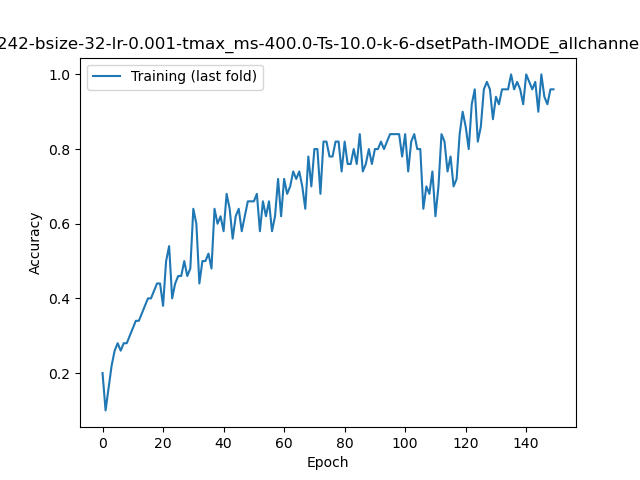 242-bsize-32-lr-0.001-tmax_ms-400.0-Ts-10.0-k-6-dsetPath-IMODE_allchanne
Training (last fold)
1.0
0.8
0.6
0.4
0.2
Accuracy
0 20 40 60 80 100 120 140
Epoch